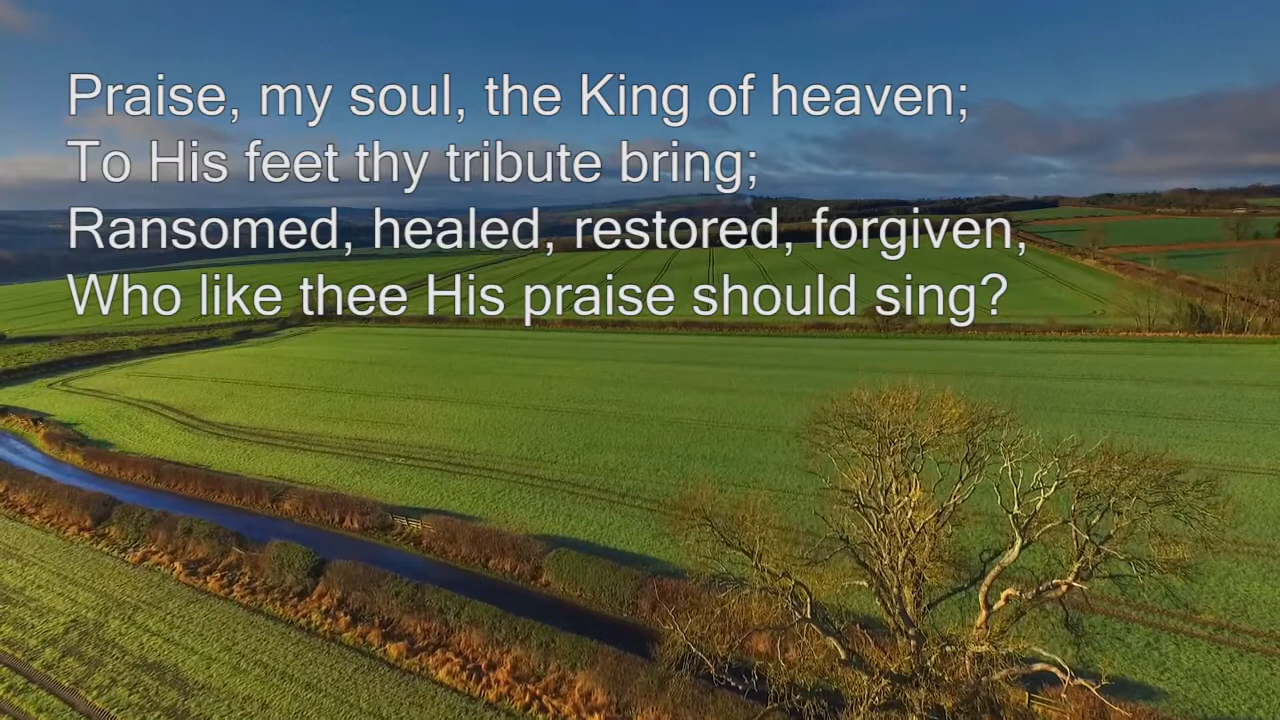 Praise, my soul, the King of heaven;
To His feet thy tribute bring;
Ransomed, healed, restored, forgiven,
Who like thee His praise should sing?